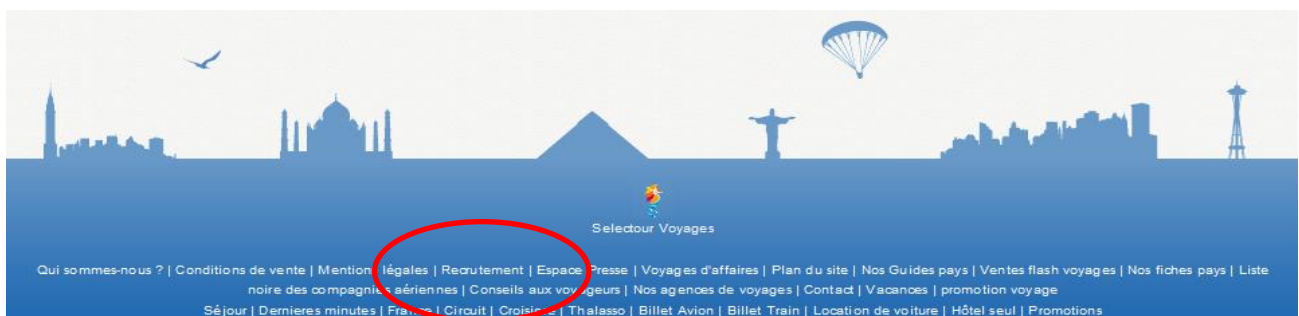 Selectour Voyages
Qui sommes-nous ? | Conditions de vente | Mentions légales | Recrutement | Espace Presse | Voyages d'affaires | Plan du site | Nos Guides pays | Ventes flash voyages | Nos fiches pays | Liste
noire des compagnies aériennes | Conseils aux voyageurs | Nos agences de voyages | Contact | Vacances | promotion voyage
Séjour | Dernieres minutes | France | Circuit | Croisière | Thalasso | Billet Avion | Billet Train | Location de voiture | Hôtel seul | Promotions